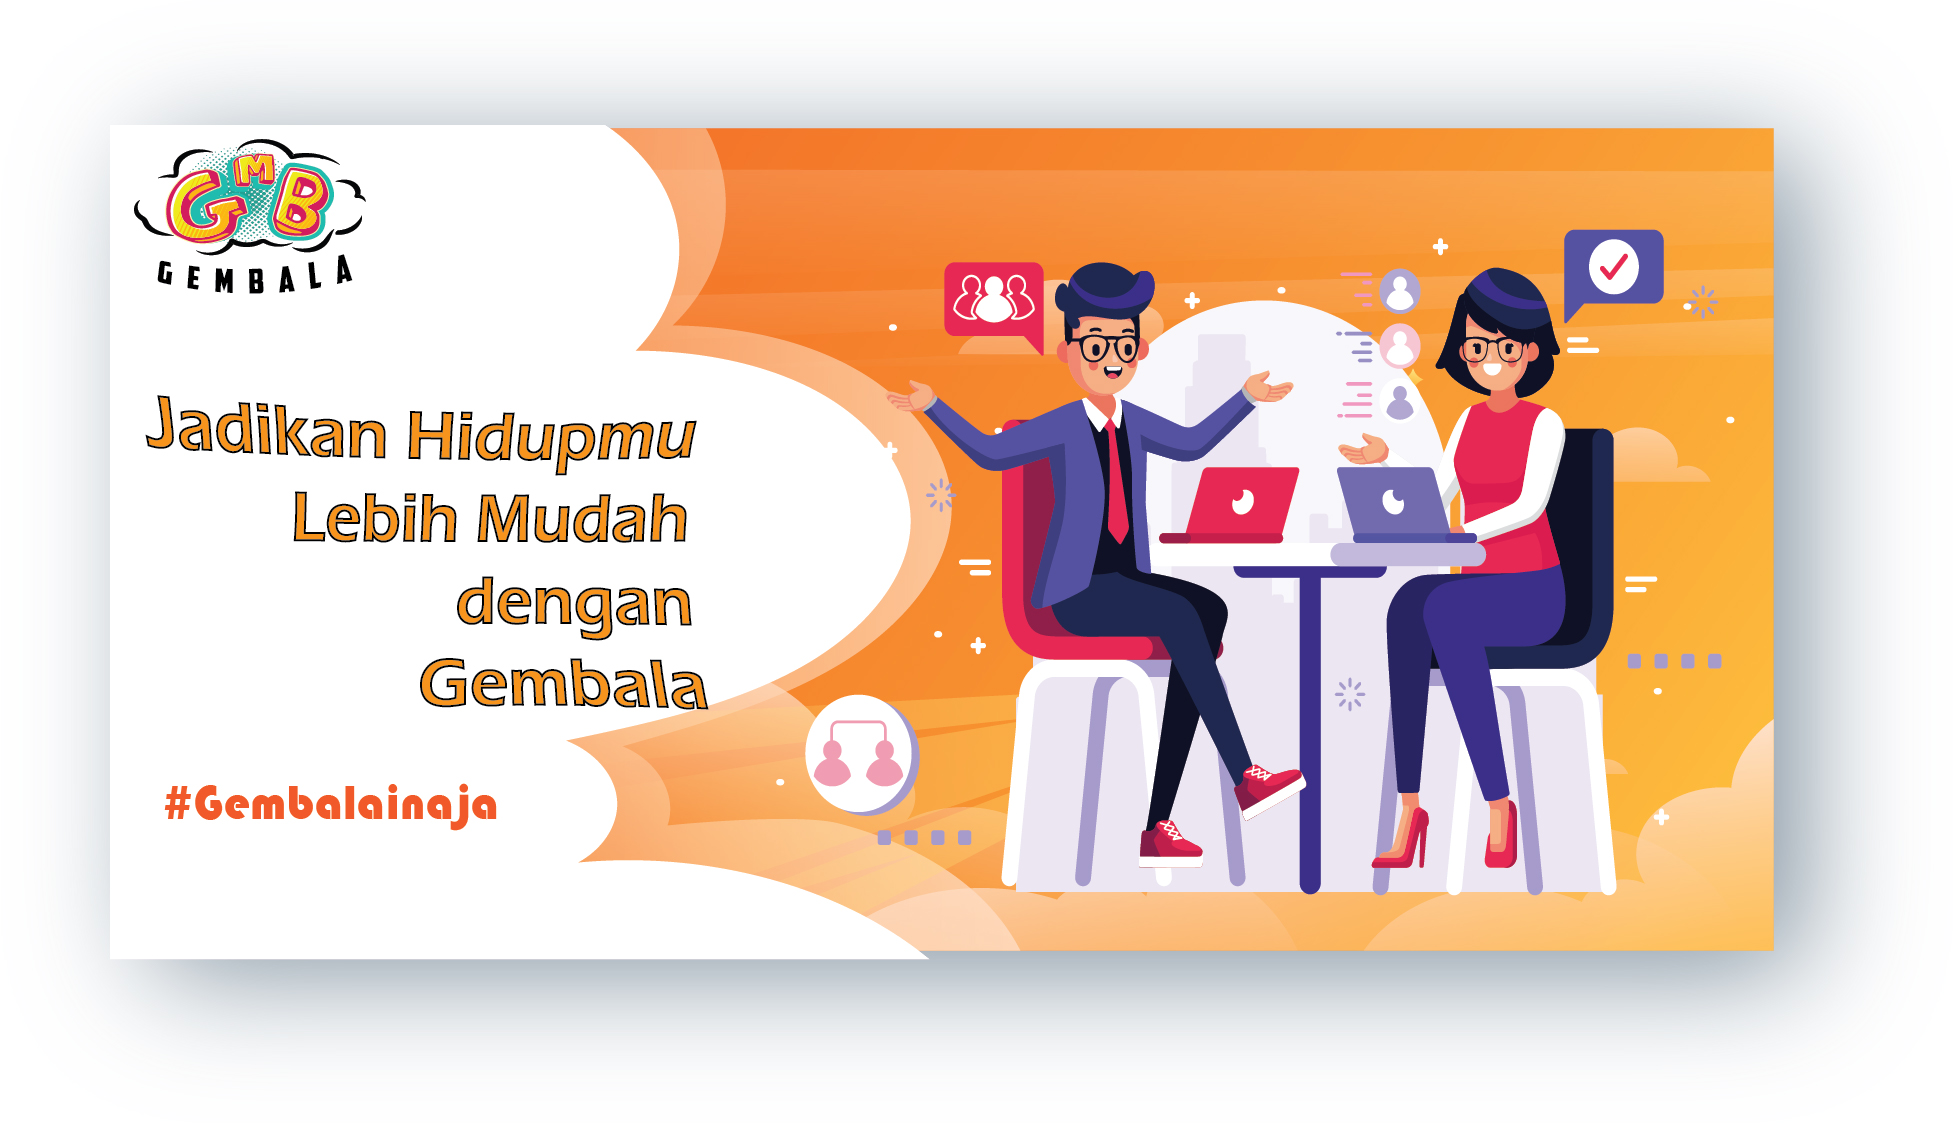 GMB
GEMBALA
Jadikan Hidupmu
Lebih Mudah
dengan
Gembala
#Gembalainaja